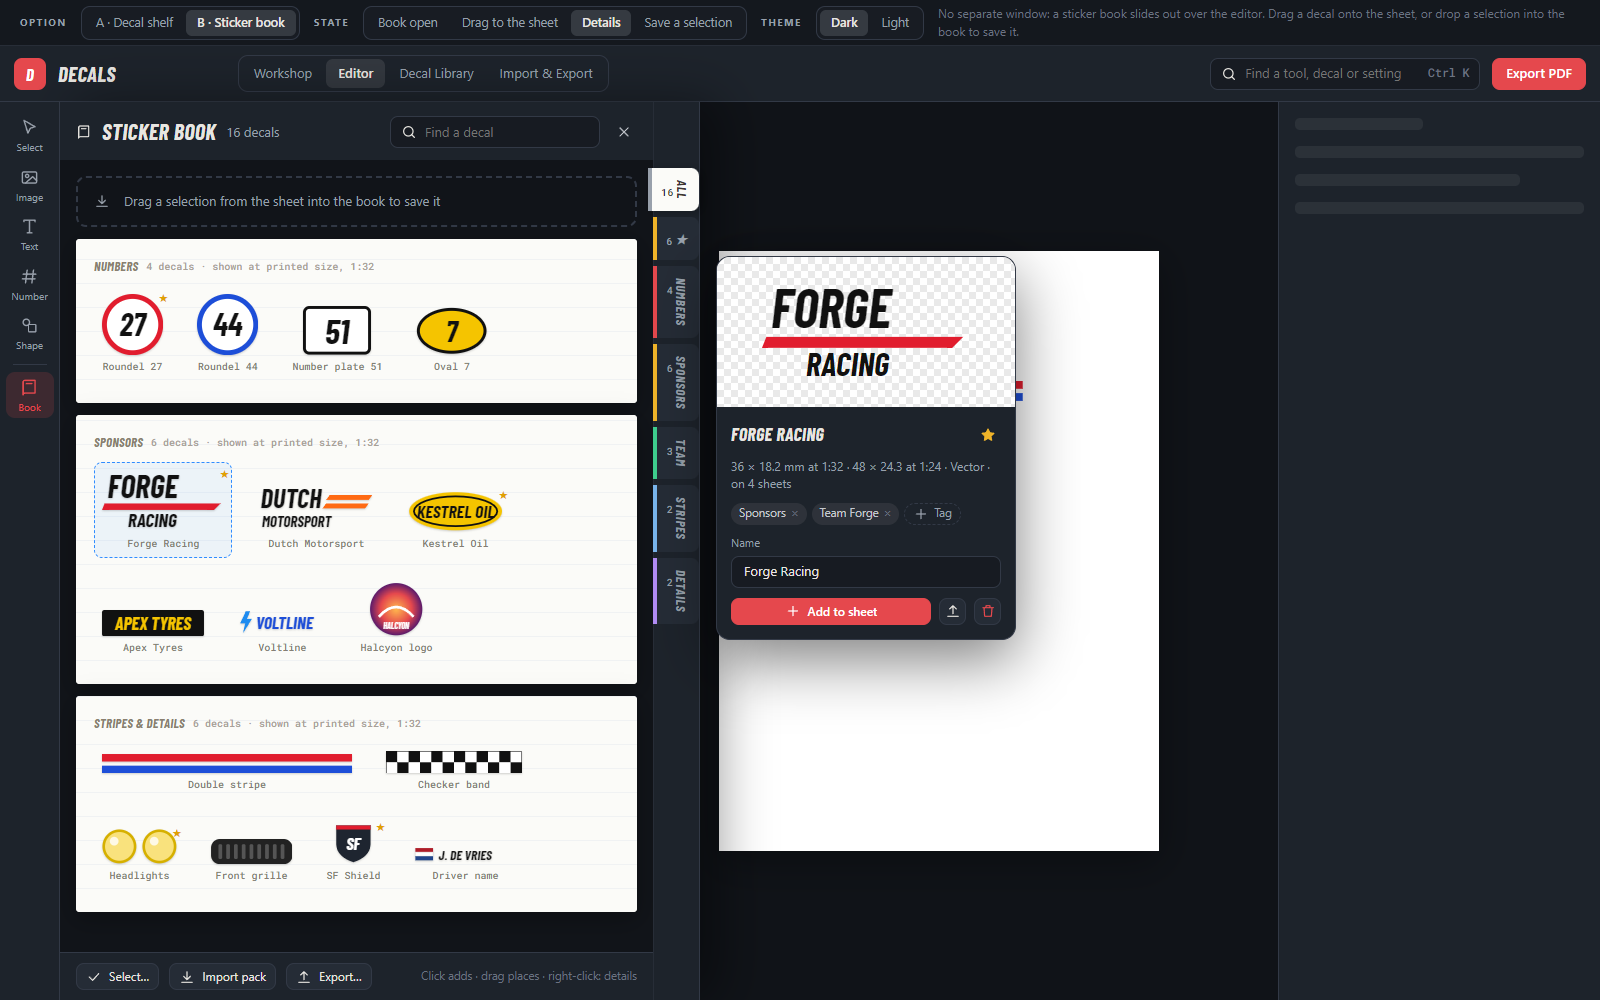 OPTION A · Decal shelf B · Sticker book STATE Book open Drag to the sheet Details Save a selection THEME Dark Light
No separate window: a sticker book slides out over the editor. Drag a decal onto the sheet, or drop a selection into the
book to save it.
D DECALS Workshop Editor Decal Library Import & Export Find a tool, decal or setting Ctrl K Export PDF
Select
Image
Text
Number
Shape
Book
STICKER BOOK 16 decals Find a decal
Drag a selection from the sheet into the book to save it
NUMBERS 4 decals · shown at printed size, 1:32
27 44 51 7
Roundel 27 Roundel 44 Number plate 51 Oval 7
SPONSORS 6 decals · shown at printed size, 1:32
FORGE
RACING
DUTCH
MOTORSPORT
KESTREL OIL
Forge Racing Dutch Motorsport Kestrel Oil
APEX TYRES VOLTLINE HALCYON
Apex Tyres Voltline Halcyon logo
STRIPES & DETAILS 6 decals · shown at printed size, 1:32
Double stripe Checker band
SF J. DE VRIES
Headlights Front grille SF Shield Driver name
Select... Import pack Export... Click adds · drag places · right-click: details
16 ALL
6 ★
4 NUMBERS
6 SPONSORS
3 TEAM
2 STRIPES
2 DETAILS
FORGE
RACING
FORGE RACING
36 × 18.2 mm at 1:32 · 48 × 24.3 at 1:24 · Vector ·
on 4 sheets
Sponsors × Team Forge × + Tag
Name
Forge Racing
+ Add to sheet